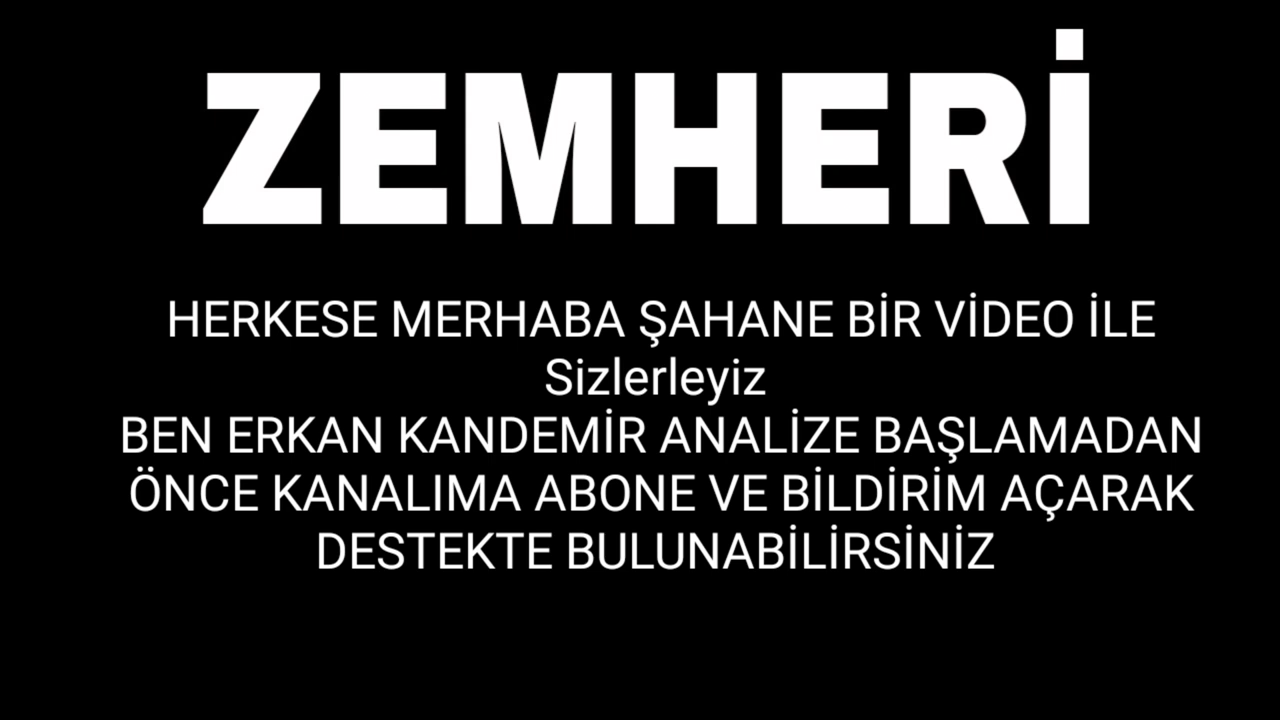 ZEMHERİ
HERKESE MERHABA ŞAHANE BİR VİDEO İLE
Sizlerleyiz
BEN ERKAN KANDEMİR ANALİZE BAŞLAMADAN
ÖNCE KANALIMA ABONE VE BİLDİRİM AÇARAK
DESTEKTE BULUNABİLİRSİNİZ